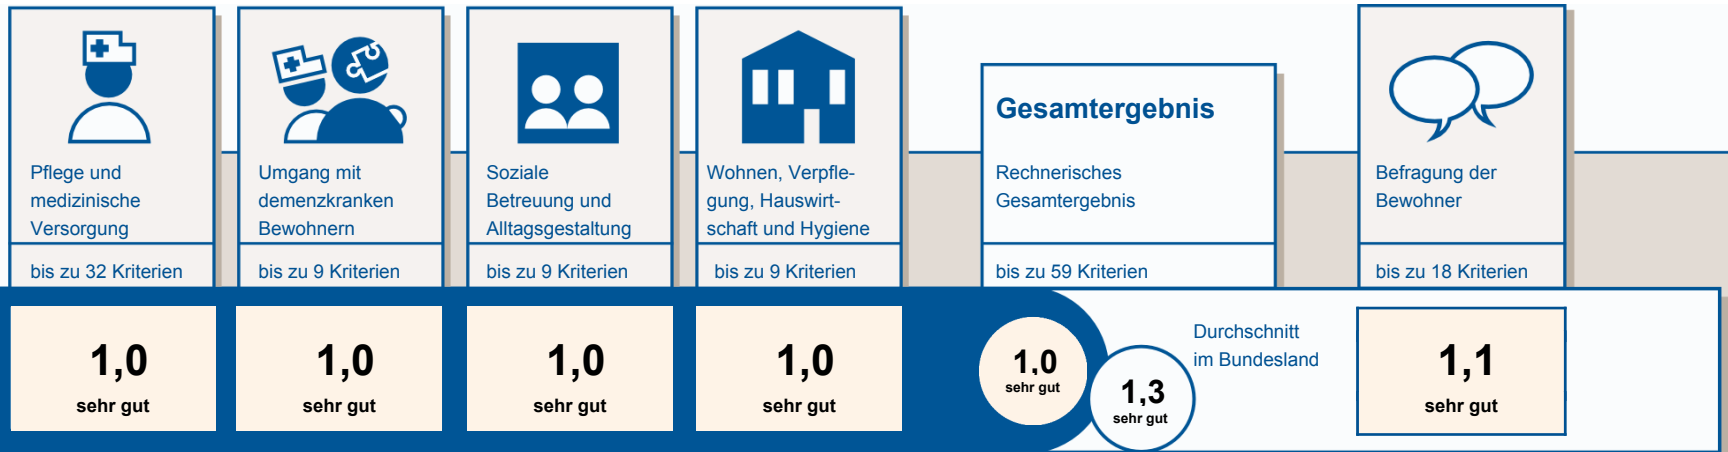 Pflege und
medizinische
Versorgung
bis zu 32 Kriterien
1,0
sehr gut
Umgang mit
demenzkranken
Bewohnern
bis zu 9 Kriterien
1,0
sehr gut
Soziale
Betreuung und
Alltagsgestaltung
bis zu 9 Kriterien
1,0
sehr gut
Wohnen, Verpfle-
gung, Hauswirt-
schaft und Hygiene
bis zu 9 Kriterien
1,0
sehr gut
Gesamtergebnis
Rechnerisches
Gesamtergebnis
bis zu 59 Kriterien
1,0
sehr gut
Durchschnitt
im Bundesland
1,3
sehr gut
Befragung der
Bewohner
bis zu 18 Kriterien
1,1
sehr gut